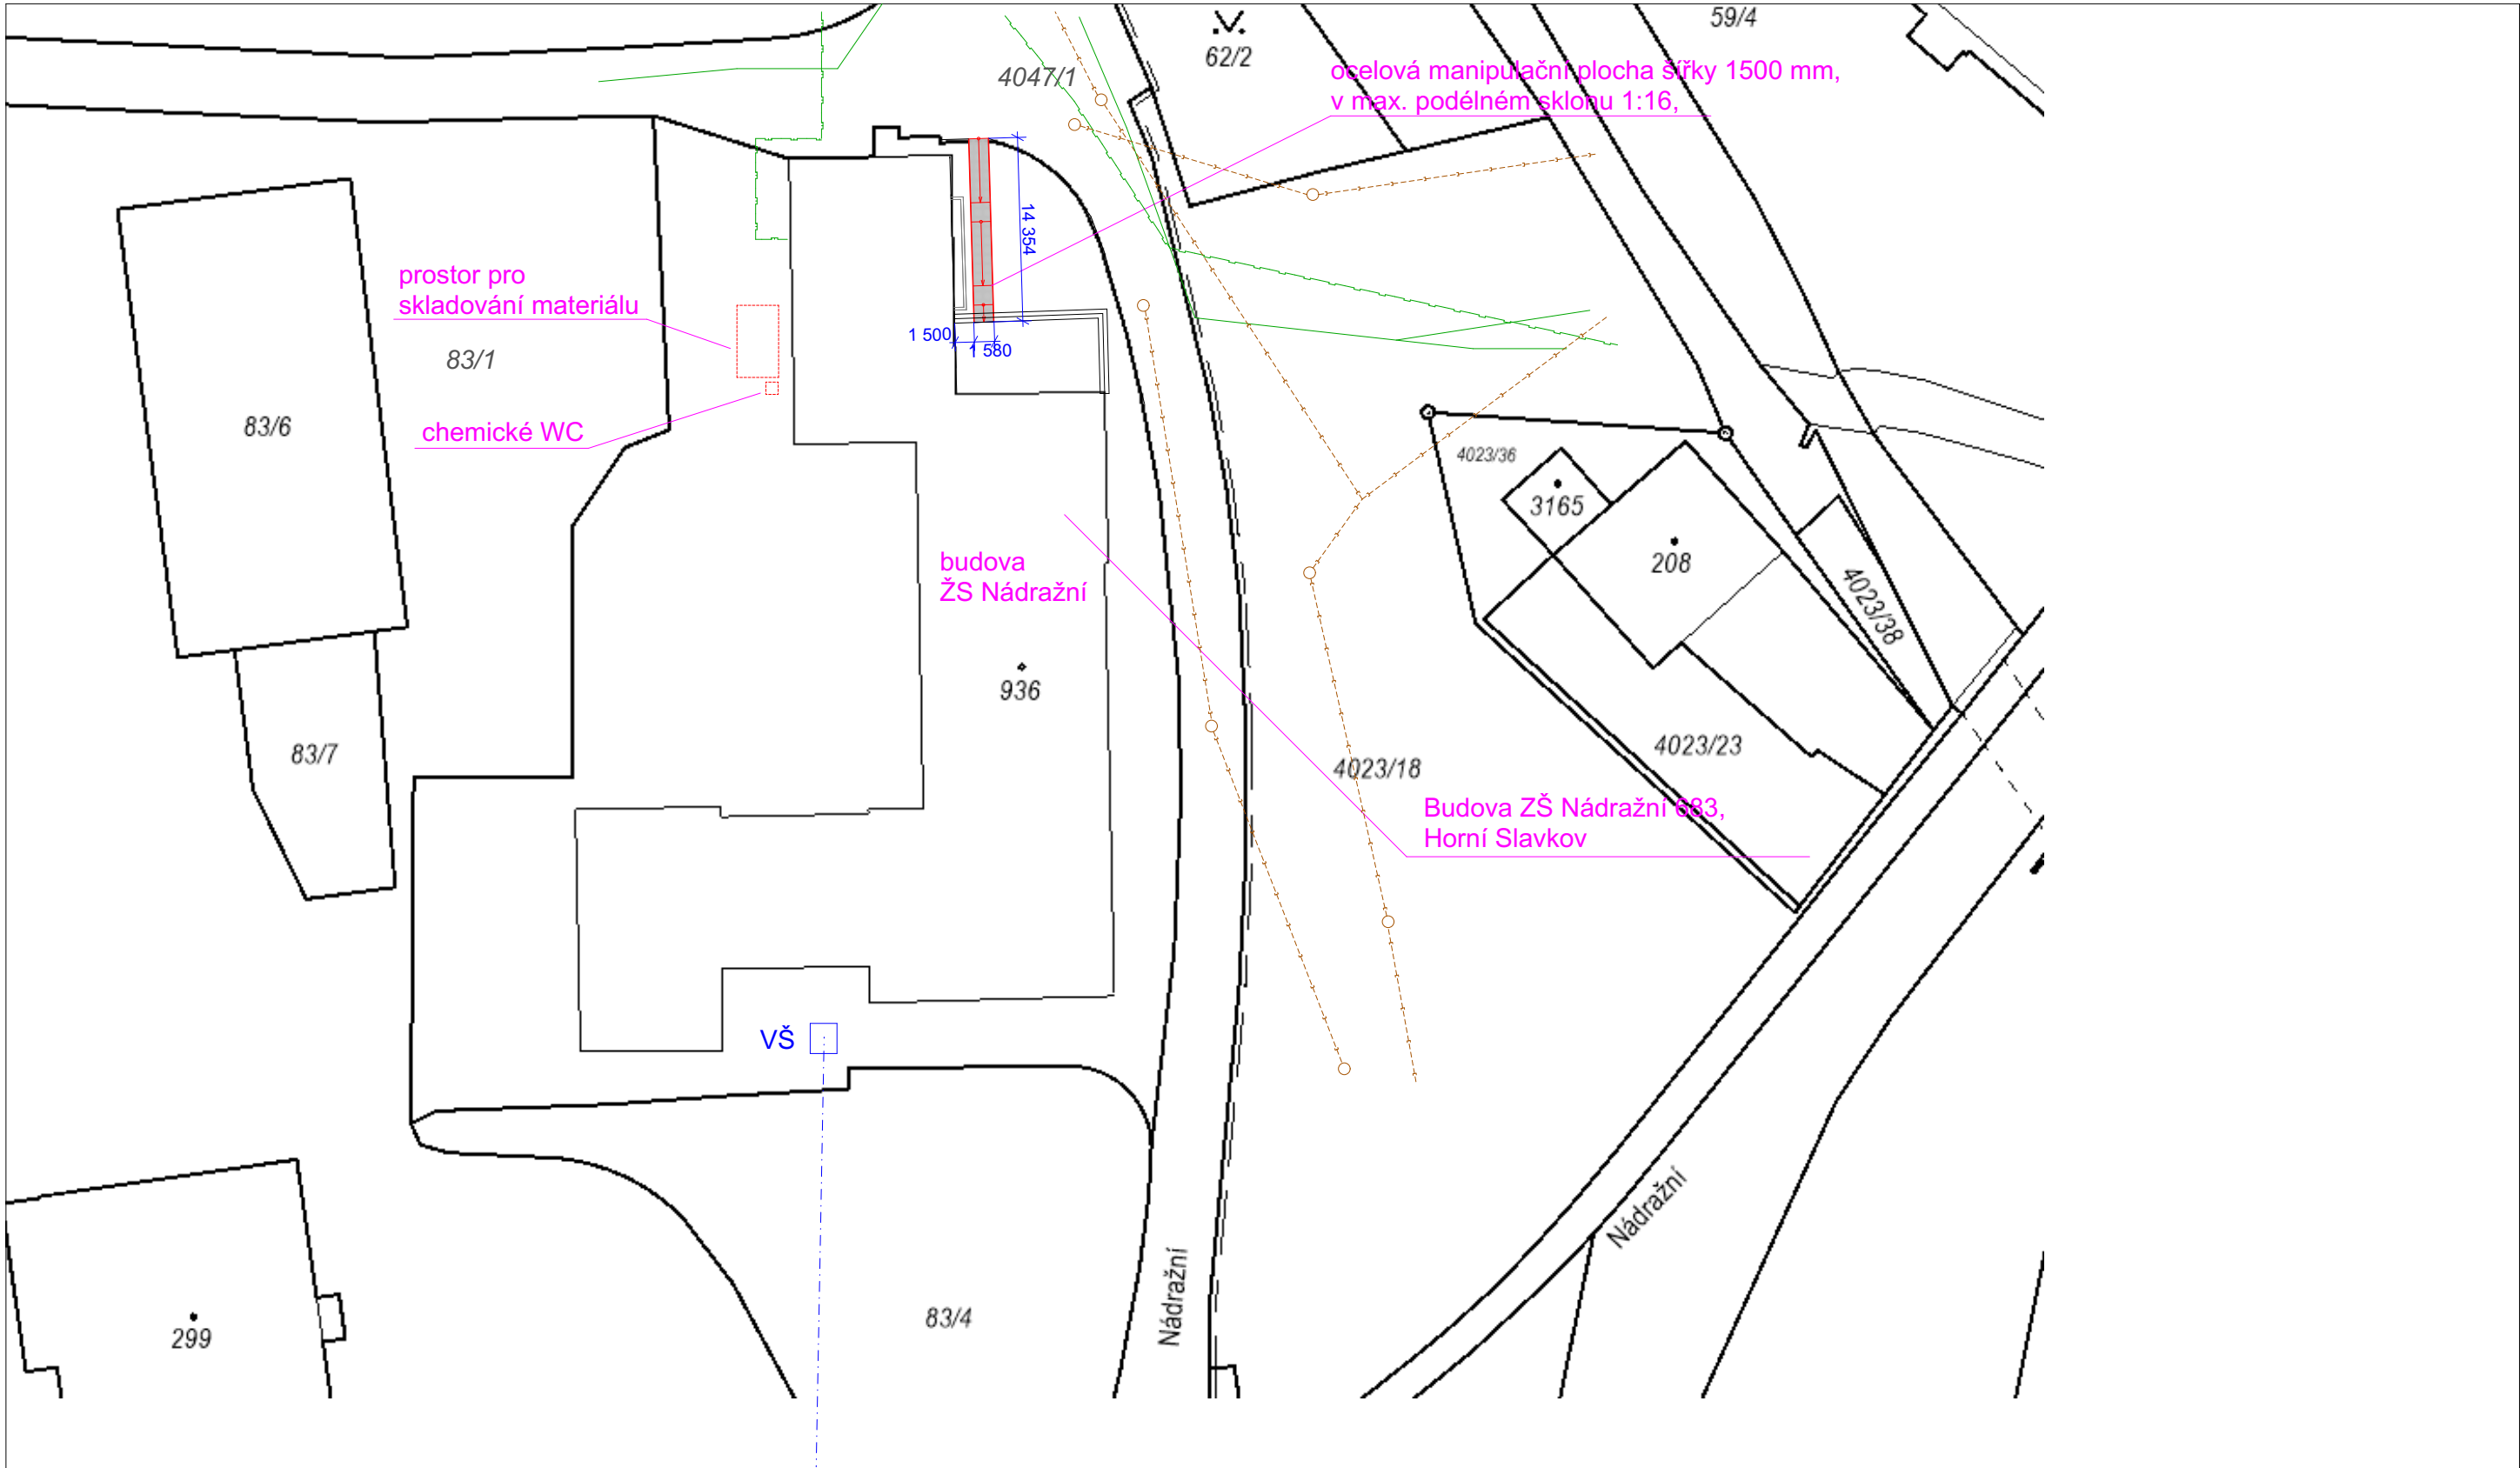 59/4
62/2
4047/1
ocelová manipulační plocha šířky 1500 mm,
v max. podélném sklonu 1:16,
14 354
prostor pro
skladování materiálu
1 500
1 580
83/1
chemické WC
83/6
4023/36
3165
208
budova
ŽS Nádražní
4023/38
936
83/7
4023/23
4023/18
Budova ZŠ Nádražní 683,
Horní Slavkov
VŠ
Nádražní
Nádražní
83/4
299